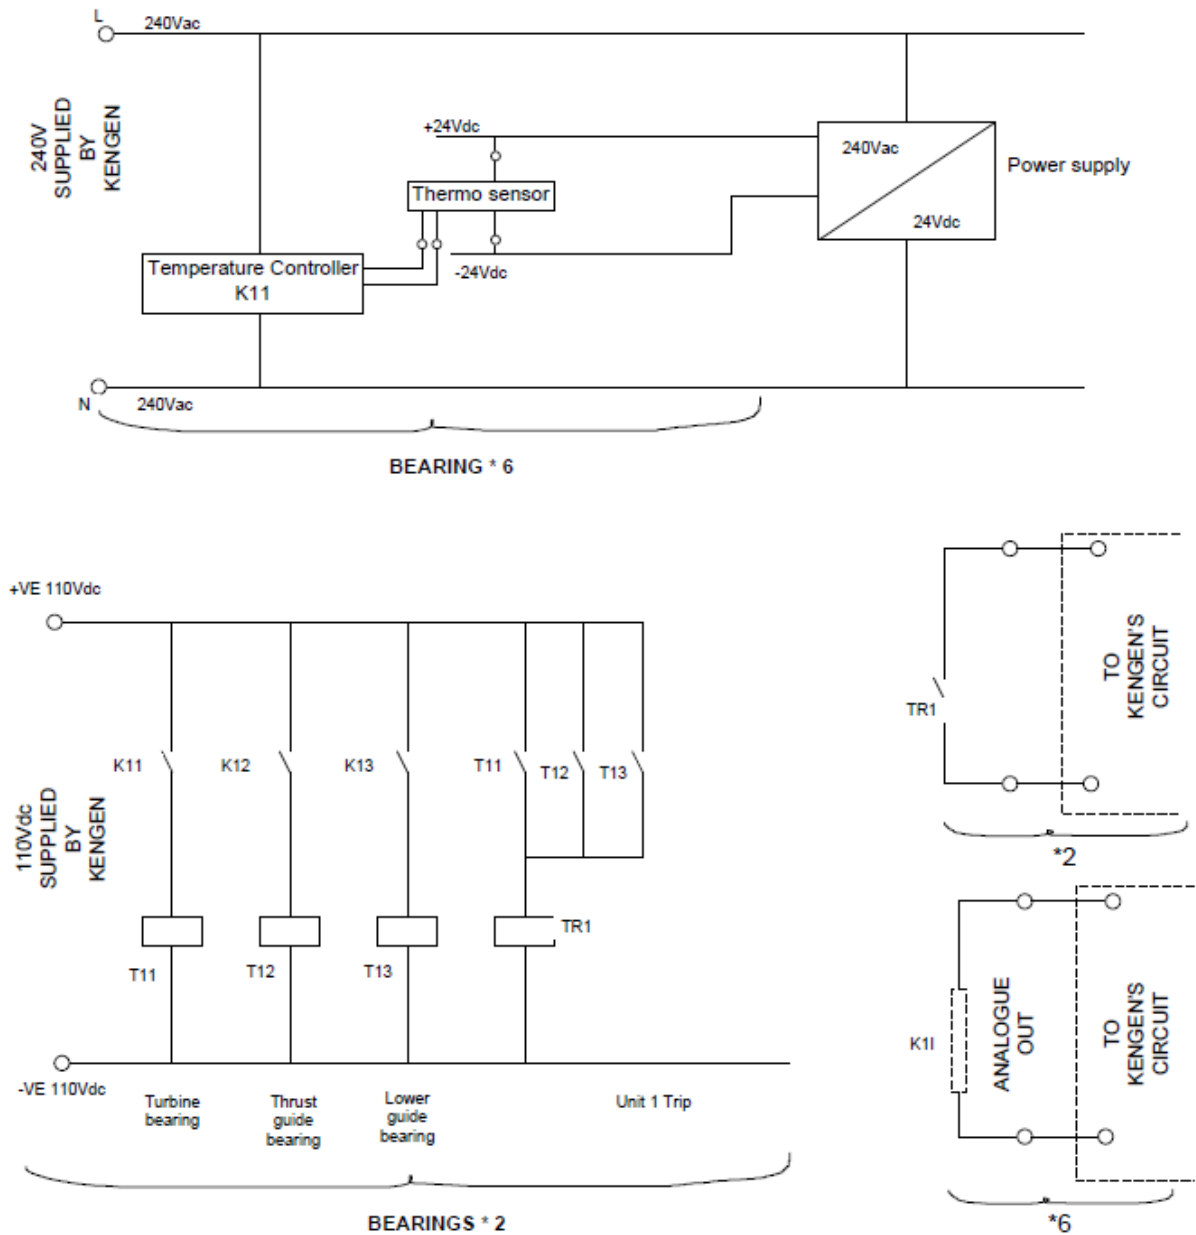 L
240Vac
240V
SUPPLIED
BY
KENGEN
+24Vdc
Thermo sensor
240Vac
24Vdc
Power supply
Temperature Controller
K11
-24Vdc
N
240Vac
BEARING * 6
+VE 110Vdc
110Vdc
SUPPLIED
BY
KENGEN
K11
K12
K13
T11
T12
T13
T11
T12
T13
TR1
-VE 110Vdc
Turbine
bearing
Thrust
guide
bearing
Lower
guide
bearing
Unit 1 Trip
BEARINGS * 2
TR1
TO
KENGEN'S
CIRCUIT
*2
K1I
ANALOGUE
OUT
TO
KENGEN'S
CIRCUIT
*6